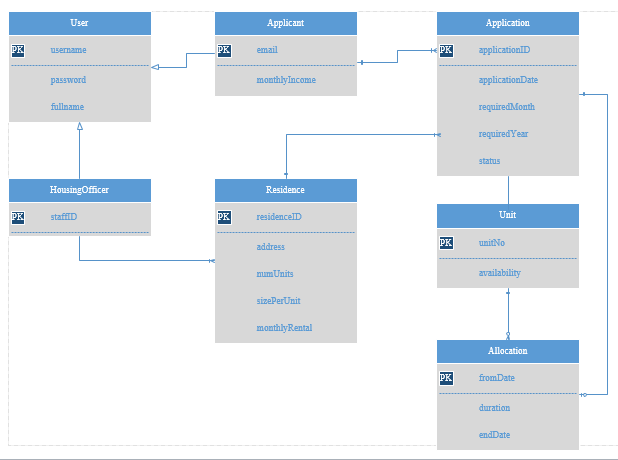 User
PK username
password
fullname
Applicant
PK email
monthlyIncome
Application
PK applicationID
applicationDate
requiredMonth
requiredYear
status
HousingOfficer
PK staffID
Residence
PK residenceID
address
numUnits
sizePerUnit
monthlyRental
Unit
PK unitNo
availability
Allocation
PK fromDate
duration
endDate